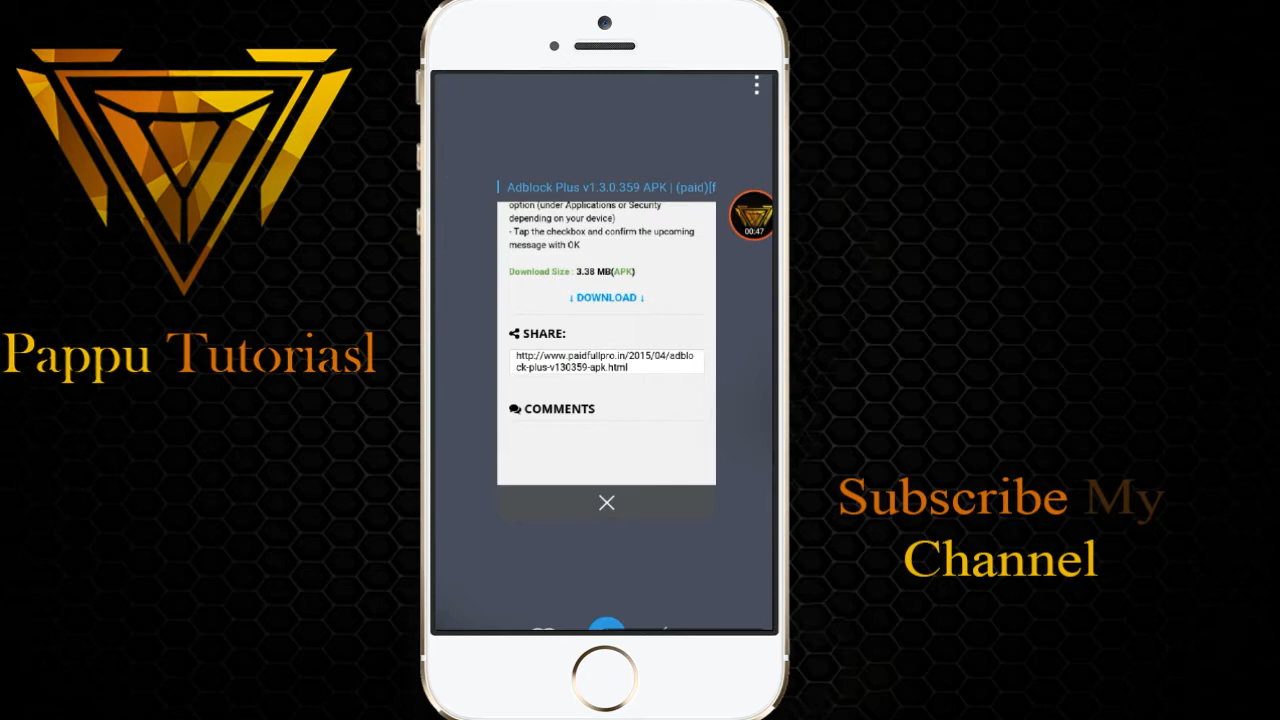 Adblock Plus v1.3.0.359 APK | (paid)[f
option (under Applications or Security
depending on your device)
- Tap the checkbox and confirm the upcoming
message with OK
00:47
Download Size : 3.38 MB(APK)
↓ DOWNLOAD ↓
SHARE:
http://www.paidfullpro.in/2015/04/adblo
ck-plus-v130359-apk.html
COMMENTS
Pappu Tutoriasl
Subscribe My
Channel